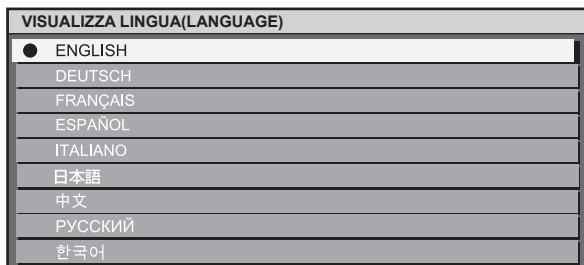 VISUALIZZA LINGUA(LANGUAGE)
ENGLISH
DEUTSCH
FRANÇAIS
ESPAÑOL
ITALIANO
日本語
中文
РУССКИЙ
한국어